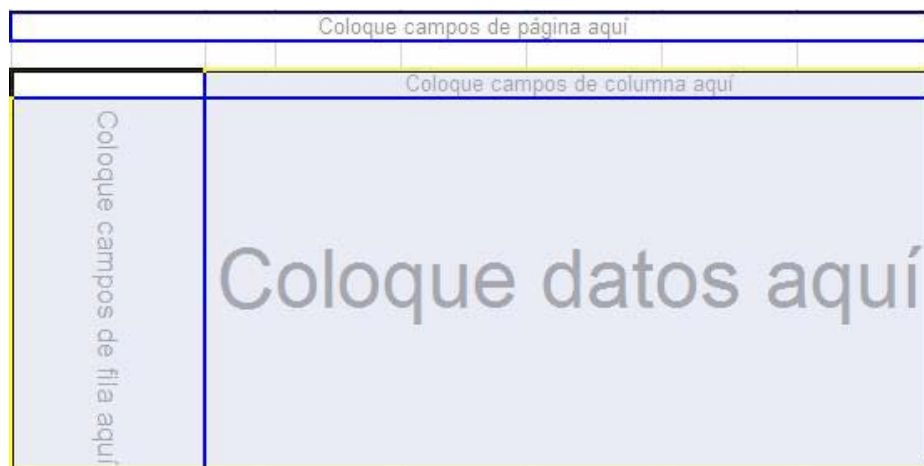 Coloque campos de página aquí
Coloque campos de columna aquí
Coloque campos de fila aquí
Coloque datos aquí